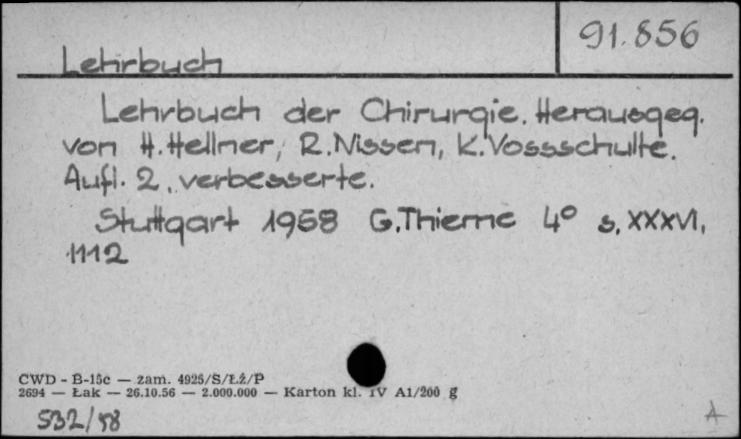 91.856
Lehrbuch
Lehrbuch der Chirurgie. Herausgeg.
von H. Hellner, R. Nissen, K. Vossschulte.
Aufl. 2. verbesserte.
Stuttgart 1958 G. Thieme 4° s. XXXVI,
1112
CWD - B-15c — zam. 4925/S/Łź/P
2694 — Łak — 26.10.56 — 2.000.000 — Karton kl. IV A1/200 g
532/58
A